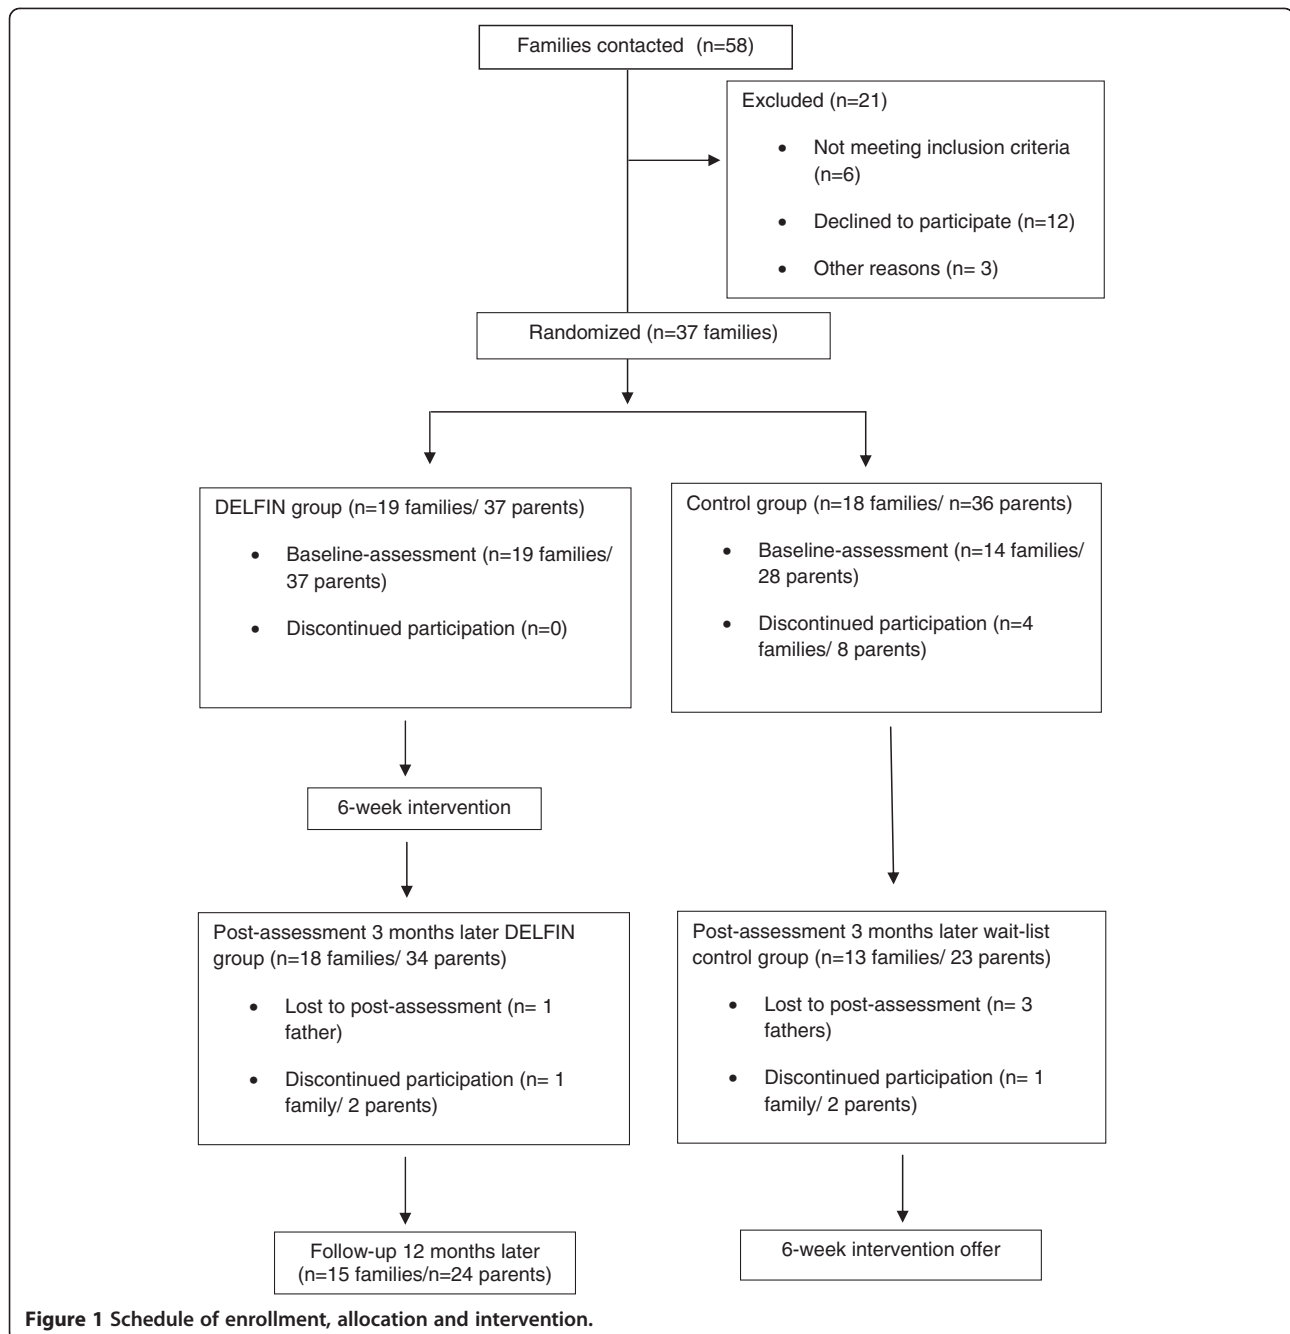 Families contacted (n=58)
Excluded (n=21)
• Not meeting inclusion criteria
(n=6)
• Declined to participate (n=12)
• Other reasons (n= 3)
Randomized (n=37 families)
DELFIN group (n=19 families/ 37 parents)
• Baseline-assessment (n=19 families/
37 parents)
• Discontinued participation (n=0)
Control group (n=18 families/ n=36 parents)
• Baseline-assessment (n=14 families/
28 parents)
• Discontinued participation (n=4
families/ 8 parents)
6-week intervention
Post-assessment 3 months later DELFIN
group (n=18 families/ 34 parents)
• Lost to post-assessment (n= 1
father)
• Discontinued participation (n= 1
family/ 2 parents)
Post-assessment 3 months later wait-list
control group (n=13 families/ 23 parents)
• Lost to post-assessment (n= 3
fathers)
• Discontinued participation (n= 1
family/ 2 parents)
Follow-up 12 months later
(n=15 families/n=24 parents)
6-week intervention offer
Figure 1 Schedule of enrollment, allocation and intervention.